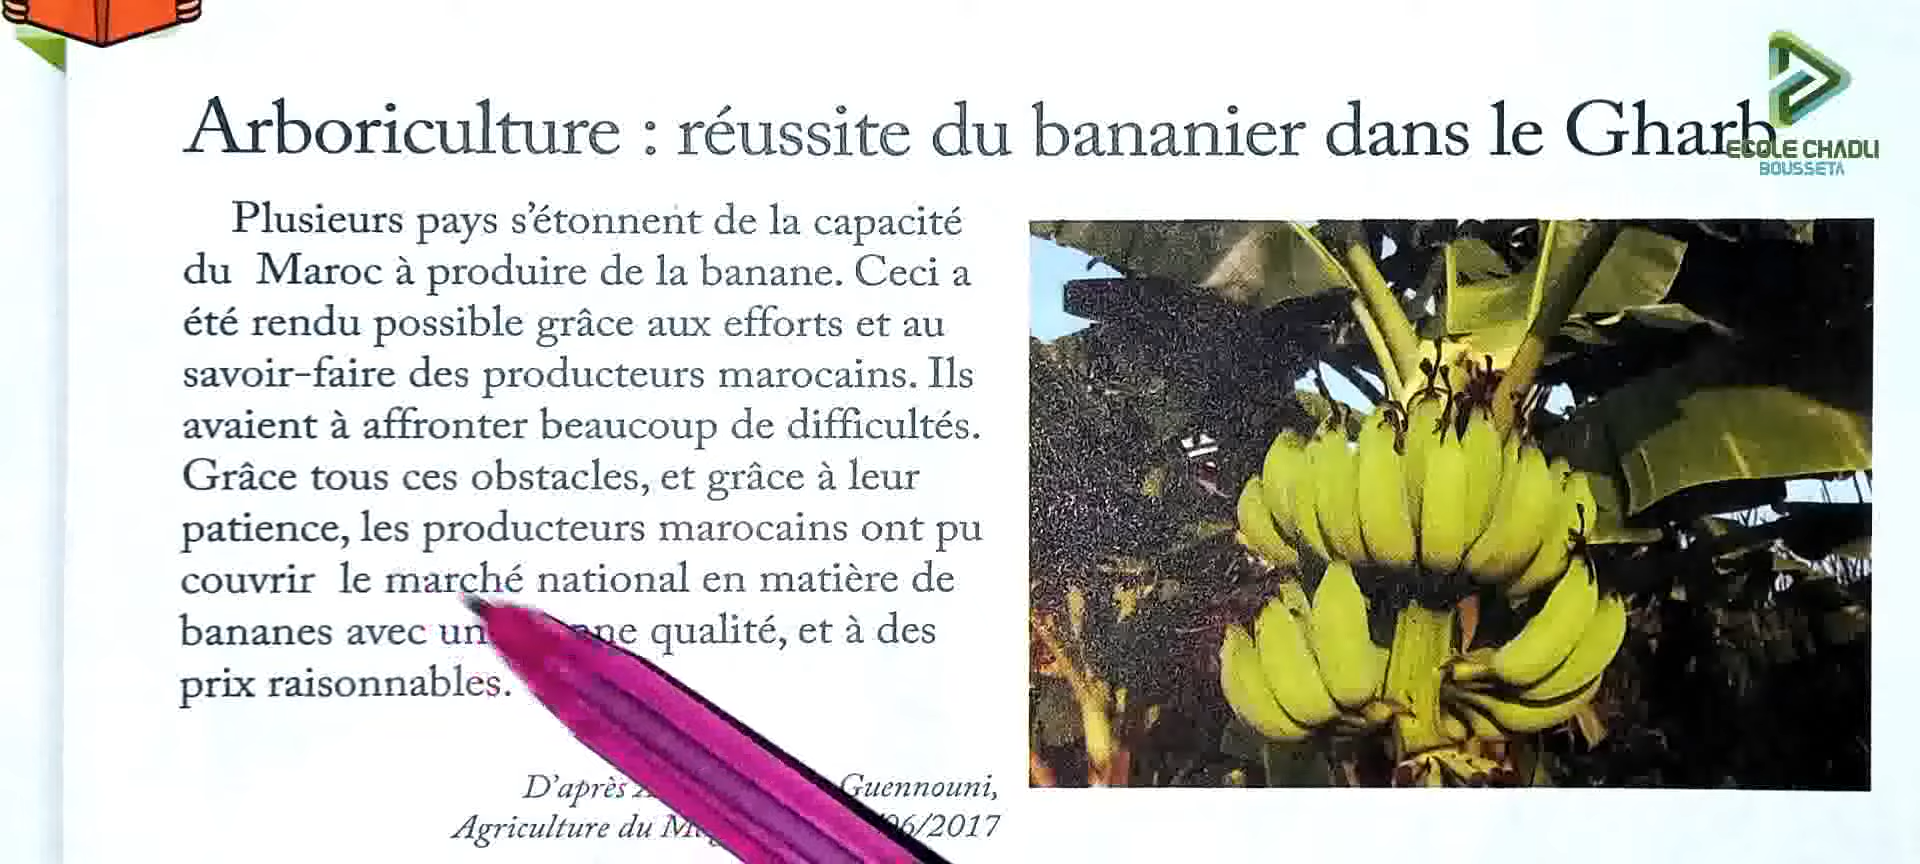 Arboriculture : réussite du bananier dans le Gharb
ECOLE CHADLI
BOUSSETA
Plusieurs pays s'étonnent de la capacité
du Maroc à produire de la banane. Ceci a
été rendu possible grâce aux efforts et au
savoir-faire des producteurs marocains. Ils
avaient à affronter beaucoup de difficultés.
Grâce tous ces obstacles, et grâce à leur
patience, les producteurs marocains ont pu
couvrir le marché national en matière de
bananes avec qualité, et à des
prix raisonnables.
D'après Guennouni,
Agriculture du /06/2017